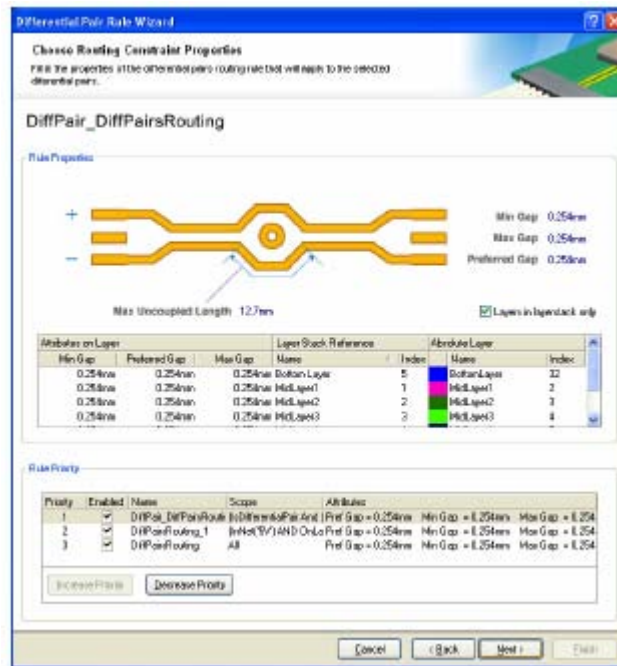 Differential Pair Rule Wizard
Choose Routing Constraint Properties
Fill in the properties of the differential pairs routing rule that will apply to the selected
differential pairs.
DiffPair_DiffPairsRouting
Rule Properties
+
−
Min Gap 0.254mm
Max Gap 0.254mm
Preferred Gap 0.254mm
Max Uncoupled Length 12.7mm
Layers in layerstack only
Attributes on Layer Layer Stack Reference Absolute Layer
Min Gap Preferred Gap Max Gap Name Index Name Index
0.254mm 0.254mm 0.254mm Bottom Layer 5 BottomLayer 32
0.254mm 0.254mm 0.254mm MidLayer1 1 MidLayer1 2
0.254mm 0.254mm 0.254mm MidLayer2 2 MidLayer2 3
0.254mm 0.254mm 0.254mm MidLayer3 3 MidLayer3 4
Rule Priority
Priority Enabled Name Scope Attributes
1 DiffPair_DiffPairsRouti (IsDifferentialPair And ( Pref Gap = 0.254mm Min Gap = 0.254mm Max Gap = 0.254
2 DiffPairsRouting_1 AND OnLa Pref Gap = 0.254mm Min Gap = 0.254mm Max Gap = 0.254
3 DiffPairsRouting All Pref Gap = 0.254mm Min Gap = 0.254mm Max Gap = 0.254
Increase Priority Decrease Priority
Cancel < Back Next > Finish